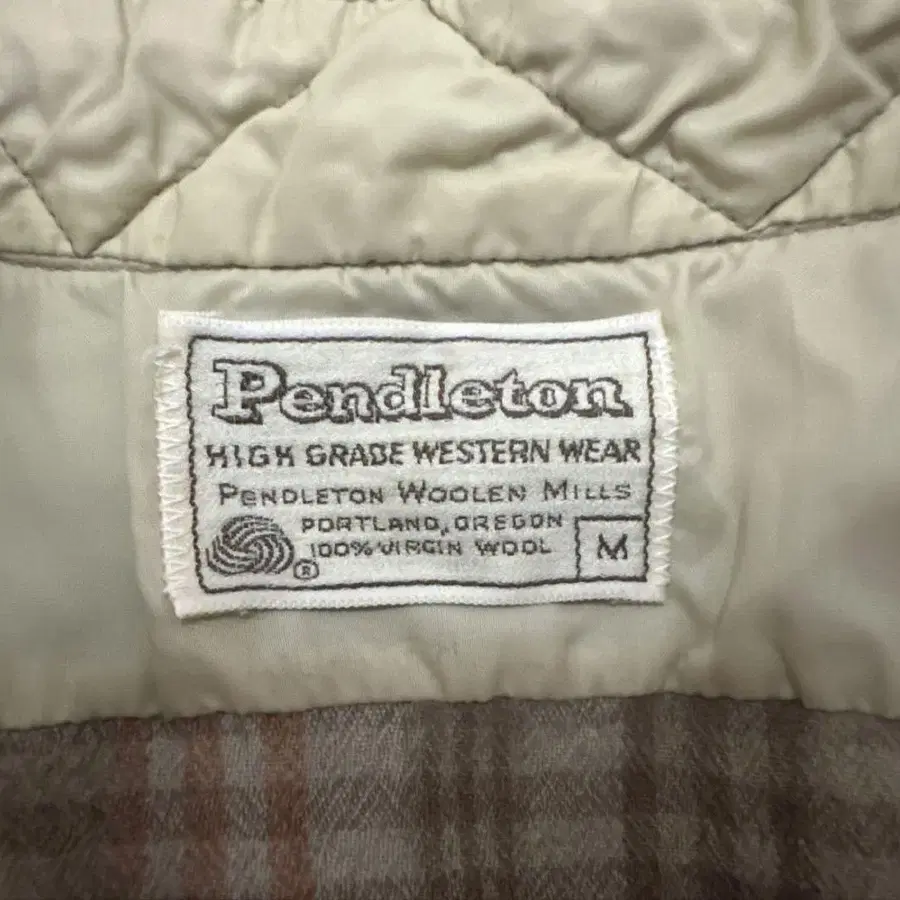 Pendleton
HIGH GRADE WESTERN WEAR
PENDLETON WOOLEN MILLS
PORTLAND, OREGON
100% VIRGIN WOOL
M
®